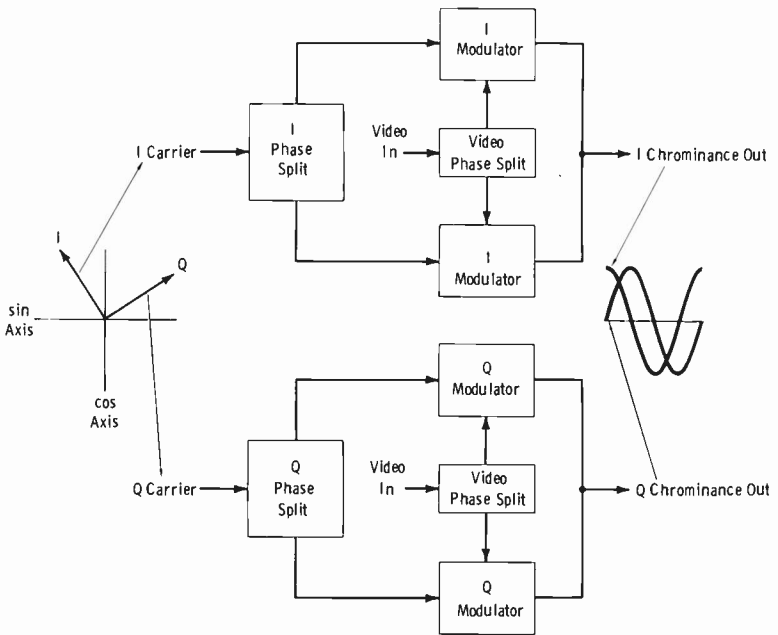 I
Modulator
I
Phase
Split
Video
In
Video
Phase Split
I Carrier
I Chrominance Out
I
Modulator
I
Q
sin
Axis
cos
Axis
Q
Modulator
Q
Phase
Split
Video
In
Video
Phase Split
Q Carrier
Q Chrominance Out
Q
Modulator